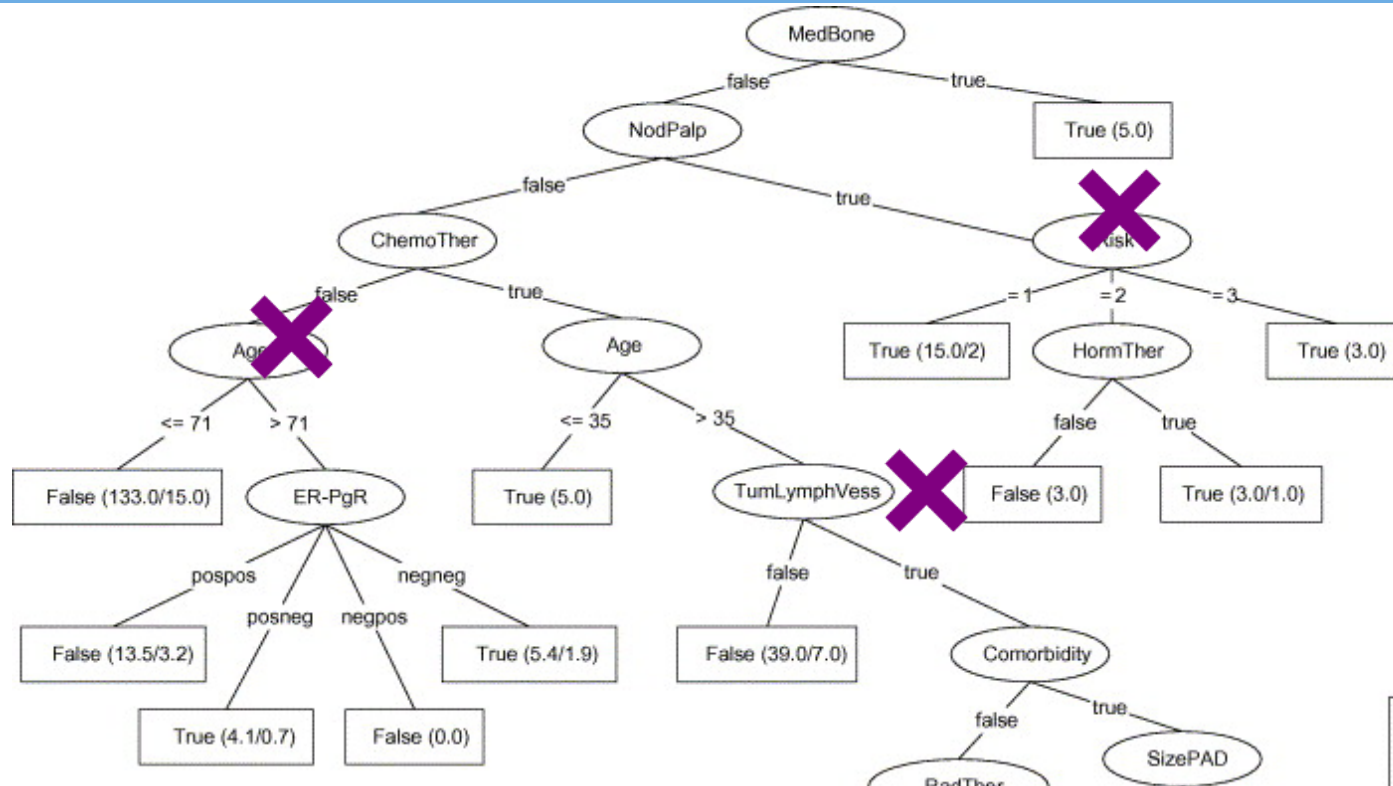 MedBone
false
true
NodPalp
True (5.0)
false
true
ChemoTher
false
true
= 1
= 2
= 3
Age
True (15.0/2)
HormTher
True (3.0)
<= 71
> 71
<= 35
> 35
false
true
False (133.0/15.0)
ER-PgR
True (5.0)
TumLymphVess
False (3.0)
True (3.0/1.0)
pospos
negneg
false
true
posneg
negpos
False (13.5/3.2)
True (5.4/1.9)
False (39.0/7.0)
Comorbidity
false
true
True (4.1/0.7)
False (0.0)
SizePAD